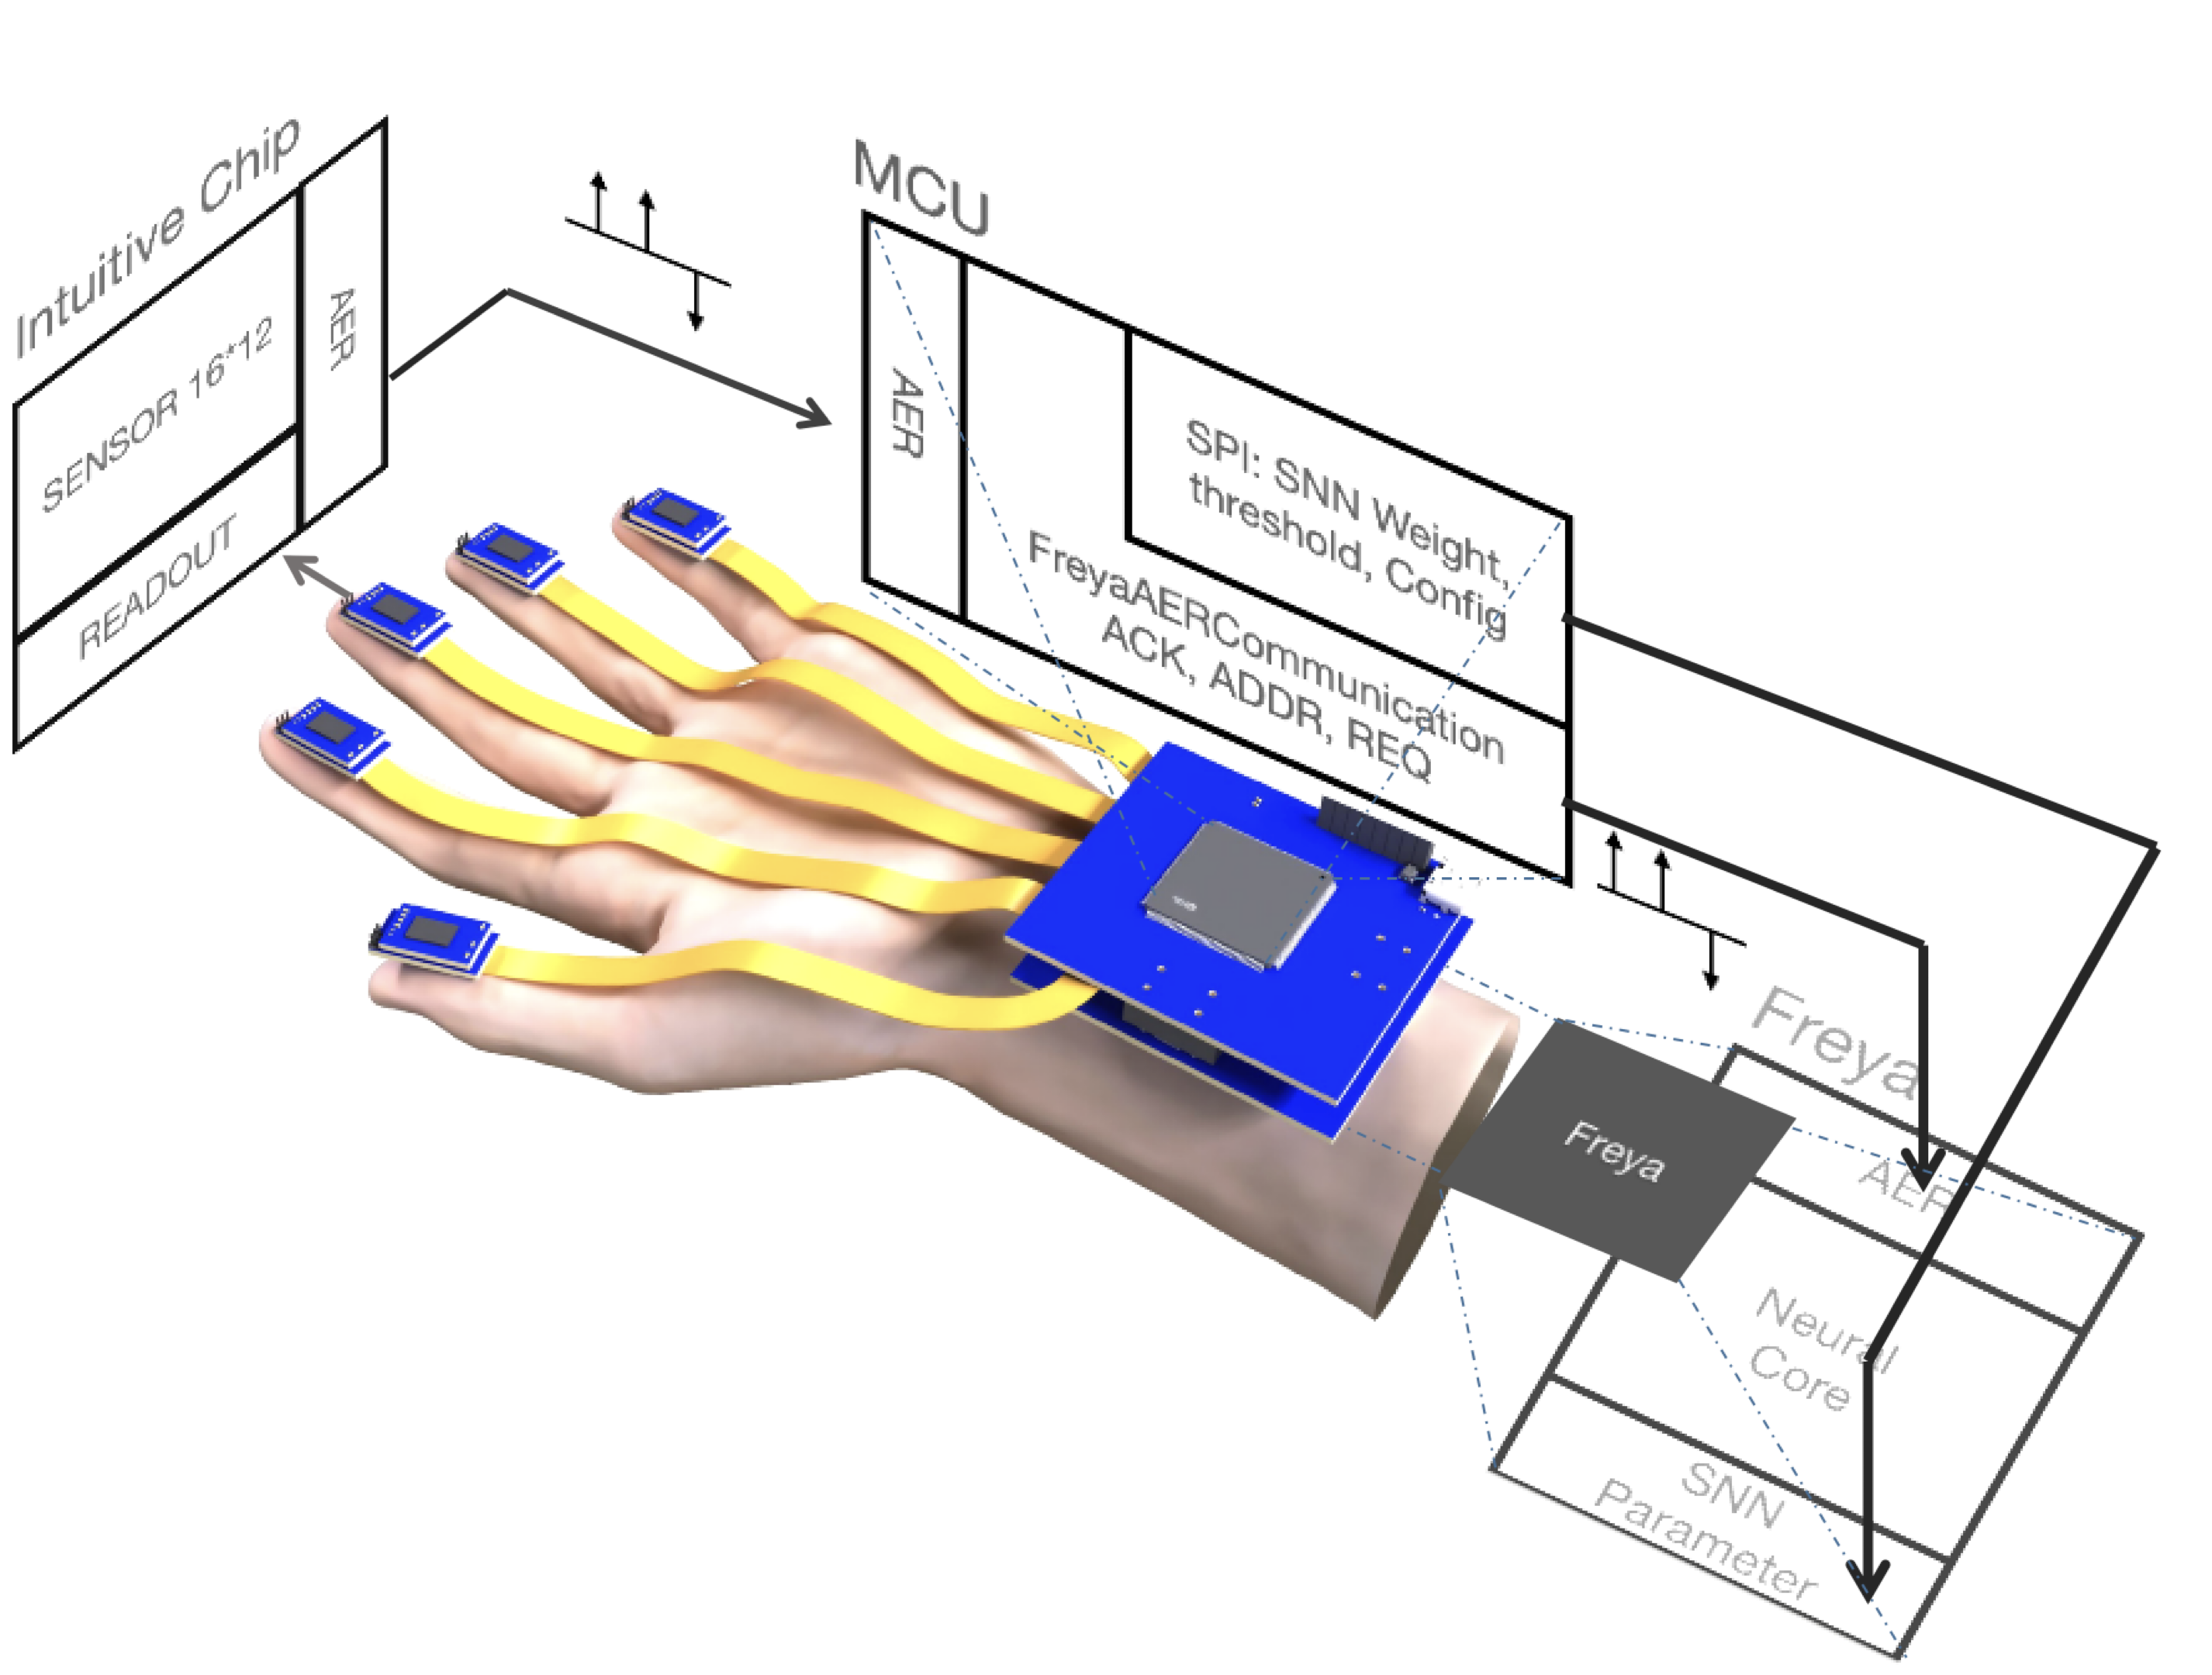 Intuitive Chip
SENSOR 16*12
READOUT
AER
MCU
AER
SPI: SNN Weight,
threshold, Config
FreyaAERCommunication
ACK, ADDR, REQ
Freya
Freya
AER
Neural
Core
SNN
Parameter